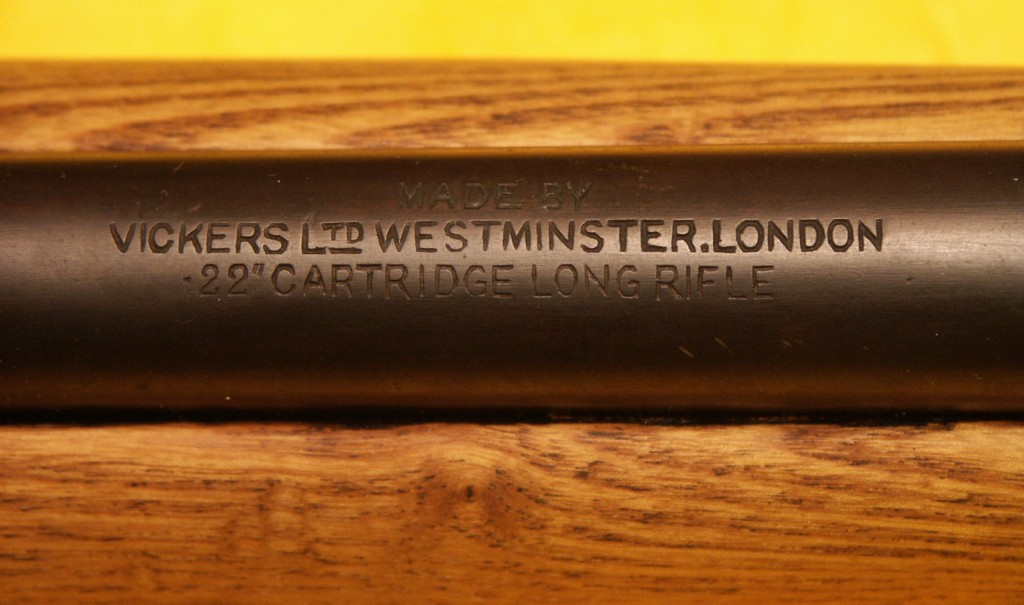 MADE BY
VICKERS LTD WESTMINSTER.LONDON
·22" CARTRIDGE LONG RIFLE